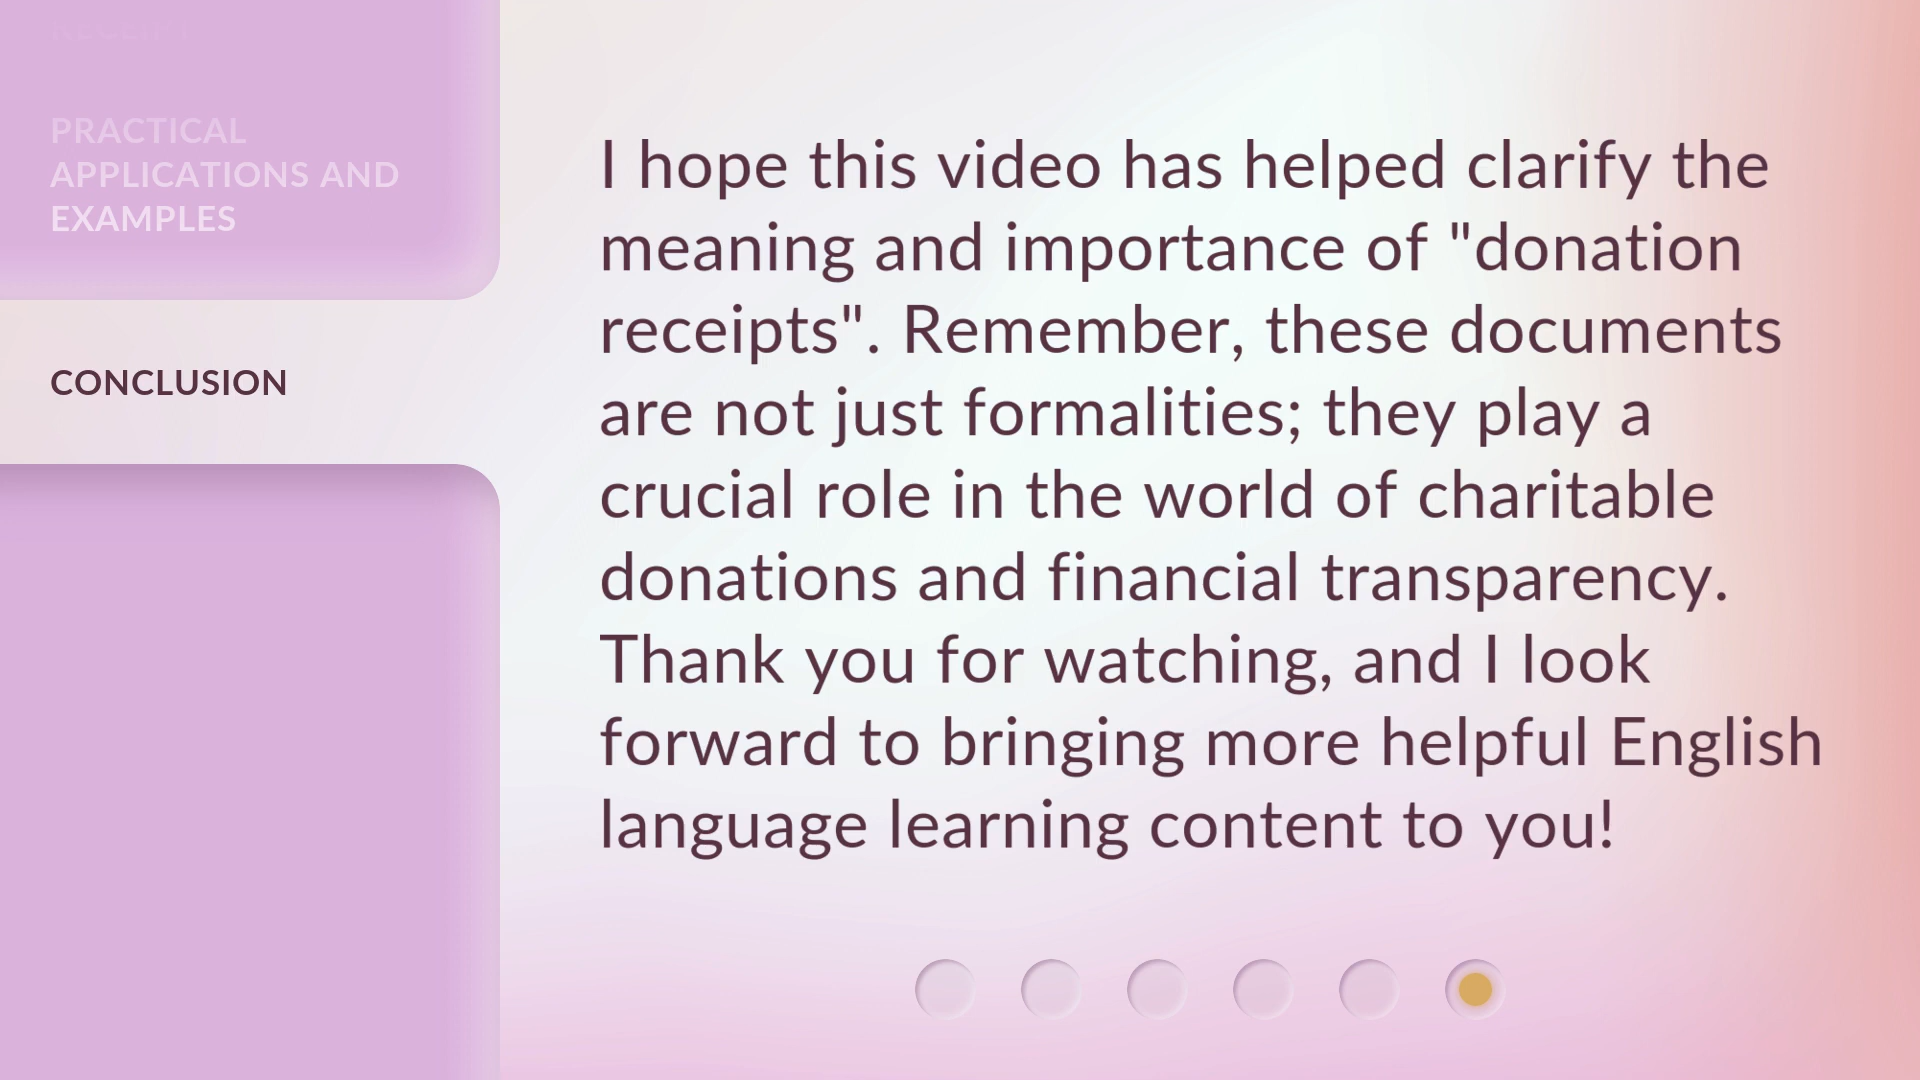 PRACTICAL
APPLICATIONS AND
EXAMPLES
CONCLUSION
I hope this video has helped clarify the
meaning and importance of "donation
receipts". Remember, these documents
are not just formalities; they play a
crucial role in the world of charitable
donations and financial transparency.
Thank you for watching, and I look
forward to bringing more helpful English
language learning content to you!